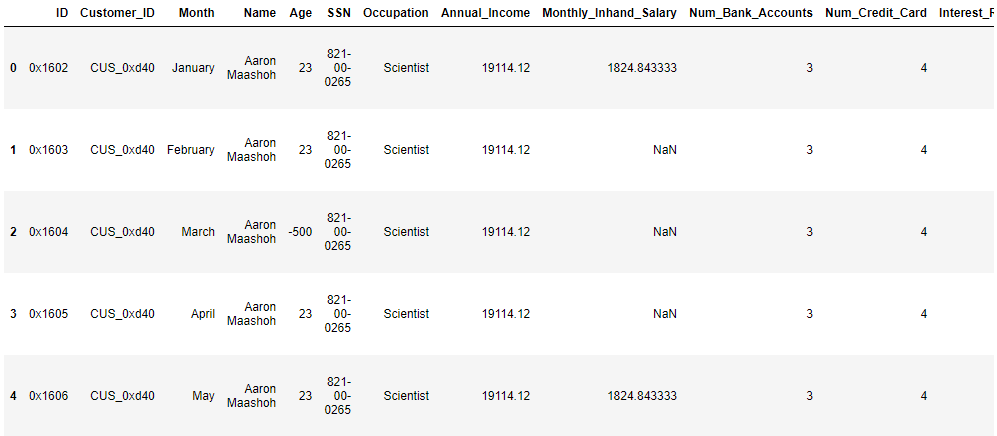 ID Customer_ID Month Name Age SSN Occupation Annual_Income Monthly_Inhand_Salary Num_Bank_Accounts Num_Credit_Card Interest_R
0 0x1602 CUS_0xd40 January Aaron Maashoh 23 821-00-0265 Scientist 19114.12 1824.843333 3 4
1 0x1603 CUS_0xd40 February Aaron Maashoh 23 821-00-0265 Scientist 19114.12 NaN 3 4
2 0x1604 CUS_0xd40 March Aaron Maashoh -500 821-00-0265 Scientist 19114.12 NaN 3 4
3 0x1605 CUS_0xd40 April Aaron Maashoh 23 821-00-0265 Scientist 19114.12 NaN 3 4
4 0x1606 CUS_0xd40 May Aaron Maashoh 23 821-00-0265 Scientist 19114.12 1824.843333 3 4